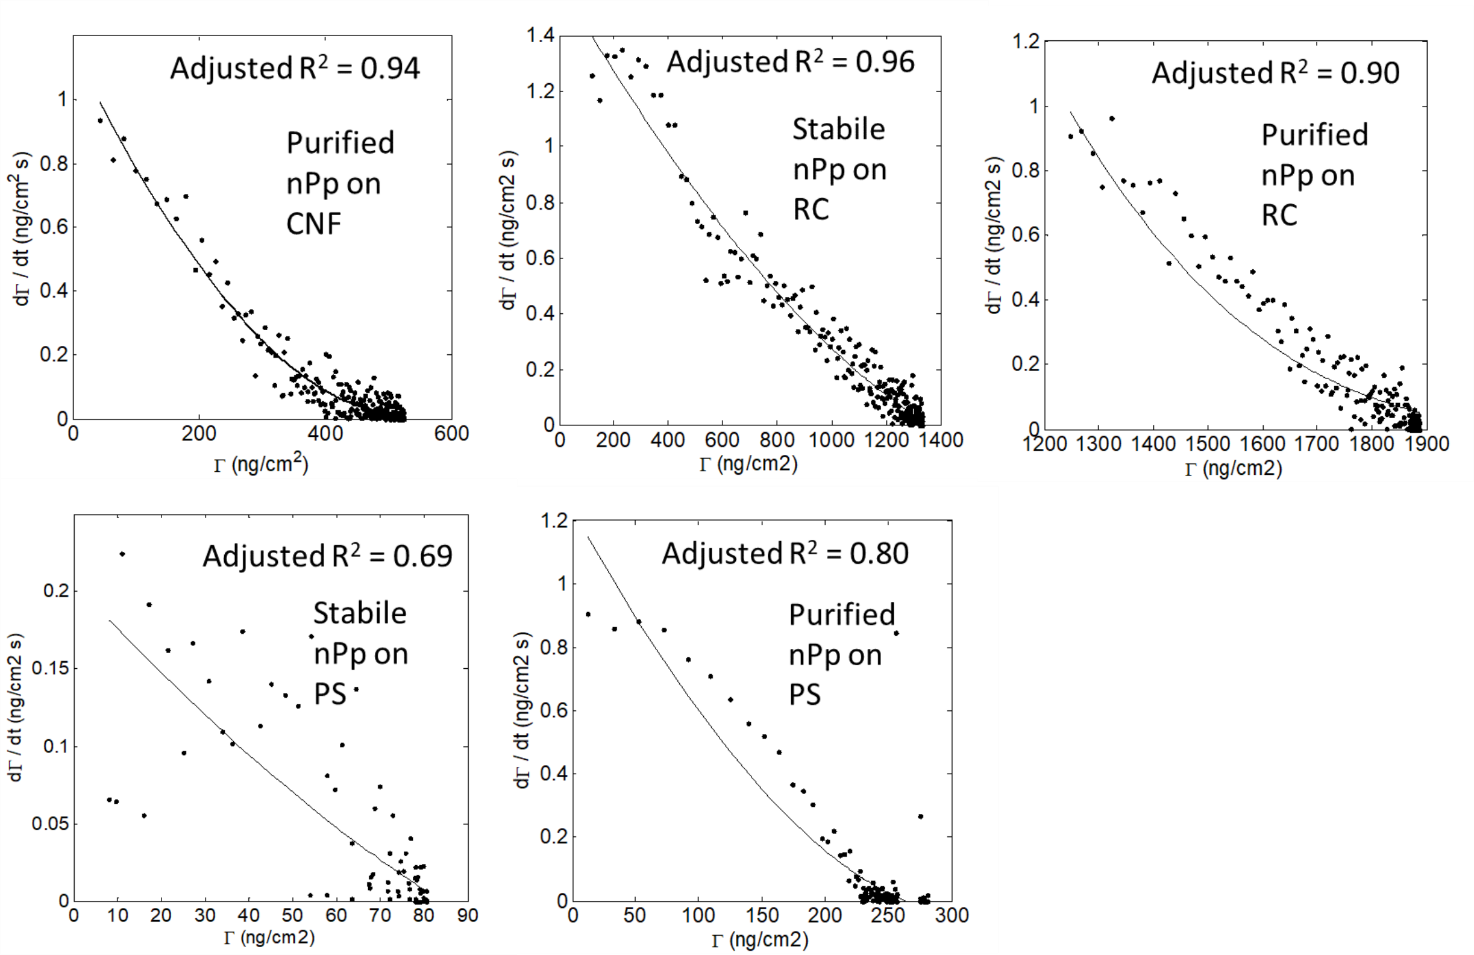 Adjusted R² = 0.94
Purified
nPp on
CNF
1
0.8
0.6
0.4
0.2
0
0 200 400 600
dΓ / dt (ng/cm² s)
Γ (ng/cm²)
Adjusted R² = 0.96
Stabile
nPp on
RC
1.4
1.2
1
0.8
0.6
0.4
0.2
0
0 200 400 600 800 1000 1200 1400
dΓ / dt (ng/cm2 s)
Γ (ng/cm2)
Adjusted R² = 0.90
Purified
nPp on
RC
1.2
1
0.8
0.6
0.4
0.2
0
1200 1300 1400 1500 1600 1700 1800 1900
dΓ / dt (ng/cm2 s)
Γ (ng/cm2)
Adjusted R² = 0.69
Stabile
nPp on
PS
0.2
0.15
0.1
0.05
0
0 10 20 30 40 50 60 70 80 90
dΓ / dt (ng/cm2 s)
Γ (ng/cm2)
Adjusted R² = 0.80
Purified
nPp on
PS
1.2
1
0.8
0.6
0.4
0.2
0
0 50 100 150 200 250 300
dΓ / dt (ng/cm2 s)
Γ (ng/cm2)